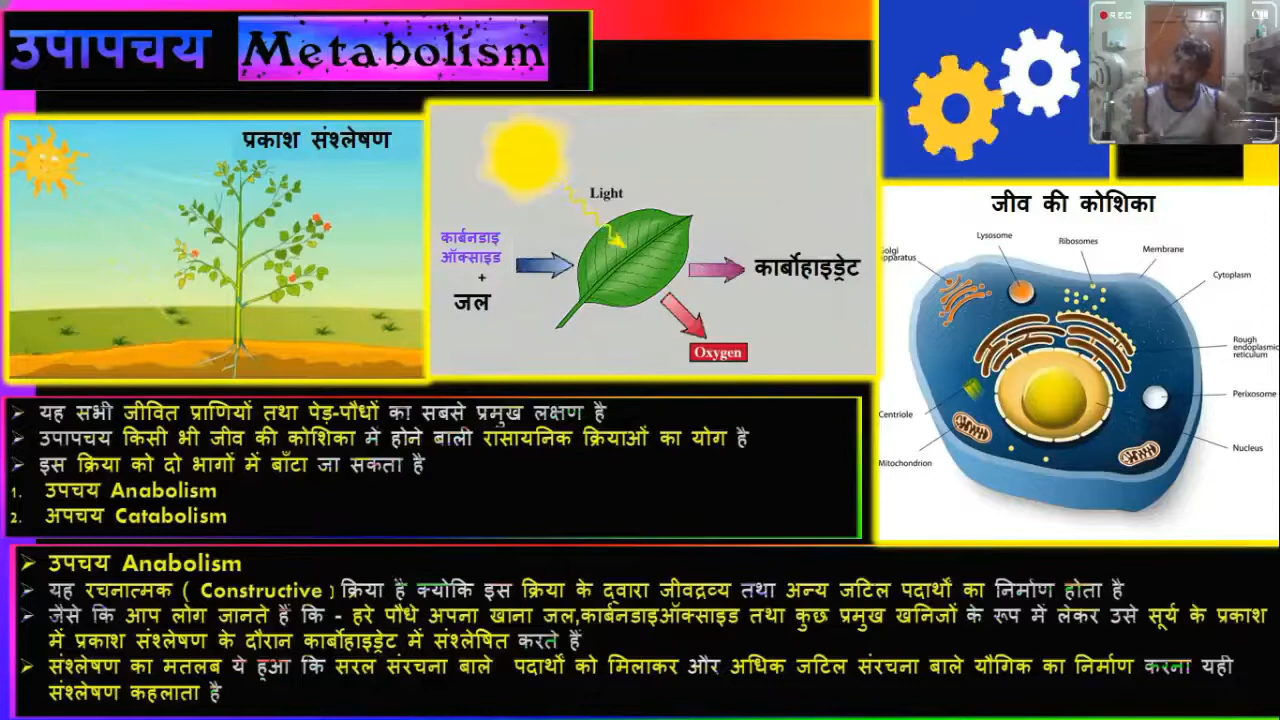 उपापचय Metabolism
REC
प्रकाश संश्लेषण
Light
कार्बनडाइ
ऑक्साइड
+
जल
कार्बोहाइड्रेट
Oxygen
जीव की कोशिका
Lysosome
Ribosomes
Membrane
Golgi
apparatus
Cytoplasm
Rough
endoplasmic
reticulum
Perixosome
Centriole
Nucleus
Mitochondrion
➢ यह सभी जीवित प्राणियों तथा पेड़-पौधों का सबसे प्रमुख लक्षण है
➢ उपापचय किसी भी जीव की कोशिका में होने बाली रासायनिक क्रियाओं का योग है
➢ इस क्रिया को दो भागों में बाँटा जा सकता है
1. उपचय Anabolism
2. अपचय Catabolism
➢ उपचय Anabolism
➢ यह रचनात्मक ( Constructive ) क्रिया है क्योकि इस क्रिया के द्वारा जीवद्रव्य तथा अन्य जटिल पदार्थों का निर्माण होता है
➢ जैसे कि आप लोग जानते हैं कि - हरे पौधे अपना खाना जल,कार्बनडाइऑक्साइड तथा कुछ प्रमुख खनिजों के रूप में लेकर उसे सूर्य के प्रकाश
में प्रकाश संश्लेषण के दौरान कार्बोहाइड्रेट में संश्लेषित करते हैं
➢ संश्लेषण का मतलब ये हुआ कि सरल संरचना बाले पदार्थों को मिलाकर और अधिक जटिल संरचना बाले यौगिक का निर्माण करना यही
संश्लेषण कहलाता है